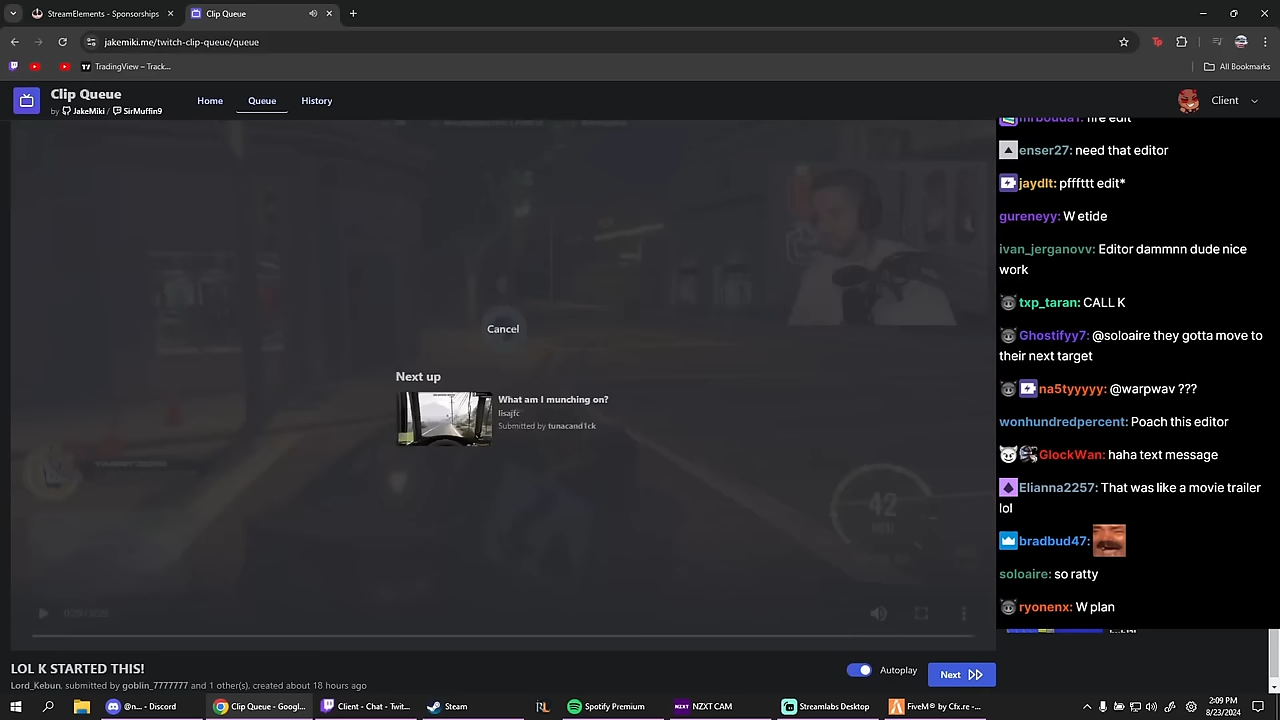 StreamElements - Sponsorships
Clip Queue
jakemiki.me/twitch-clip-queue/queue
TradingView – Track...
All Bookmarks
Clip Queue
by JakeMiki / SirMuffin9
Home
Queue
History
Client
enser27: need that editor
jaydlt: pfffttt edit*
gureneyy: W etide
ivan_jerganovv: Editor dammnn dude nice
work
txp_taran: CALL K
Ghostifyy7: @soloaire they gotta move to
their next target
na5tyyyyy: @warpwav ???
wonhundredpercent: Poach this editor
GlockWan: haha text message
Elianna2257: That was like a movie trailer
lol
bradbud47:
soloaire: so ratty
ryonenx: W plan
Cancel
Next up
What am I munching on?
lisajfc
Submitted by tunacand1ck
42
LOL K STARTED THIS!
Lord_Kebun, submitted by goblin_7777777 and 1 other(s), created about 18 hours ago
Autoplay
Next
@n... - Discord
Clip Queue - Googl...
Client - Chat - Twit...
Steam
Spotify Premium
NZXT CAM
Streamlabs Desktop
FiveM® by Cfx.re -...
2:09 PM
8/23/2024